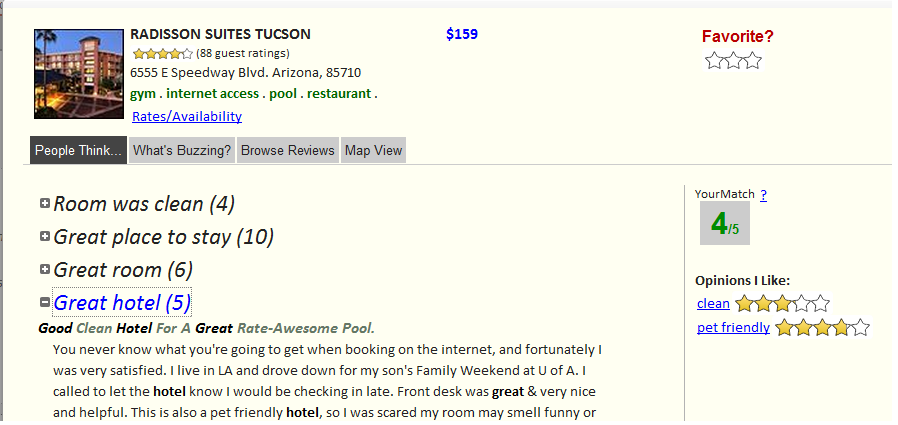 RADISSON SUITES TUCSON
$159
Favorite?
(88 guest ratings)
6555 E Speedway Blvd. Arizona, 85710
gym . internet access . pool . restaurant .
Rates/Availability
People Think... What's Buzzing? Browse Reviews Map View
Room was clean (4)
Great place to stay (10)
Great room (6)
Great hotel (5)
Good Clean Hotel For A Great Rate-Awesome Pool.
You never know what you're going to get when booking on the internet, and fortunately I
was very satisfied. I live in LA and drove down for my son's Family Weekend at U of A. I
called to let the hotel know I would be checking in late. Front desk was great & very nice
and helpful. This is also a pet friendly hotel, so I was scared my room may smell funny or
YourMatch ?
4/5
Opinions I Like:
clean
pet friendly